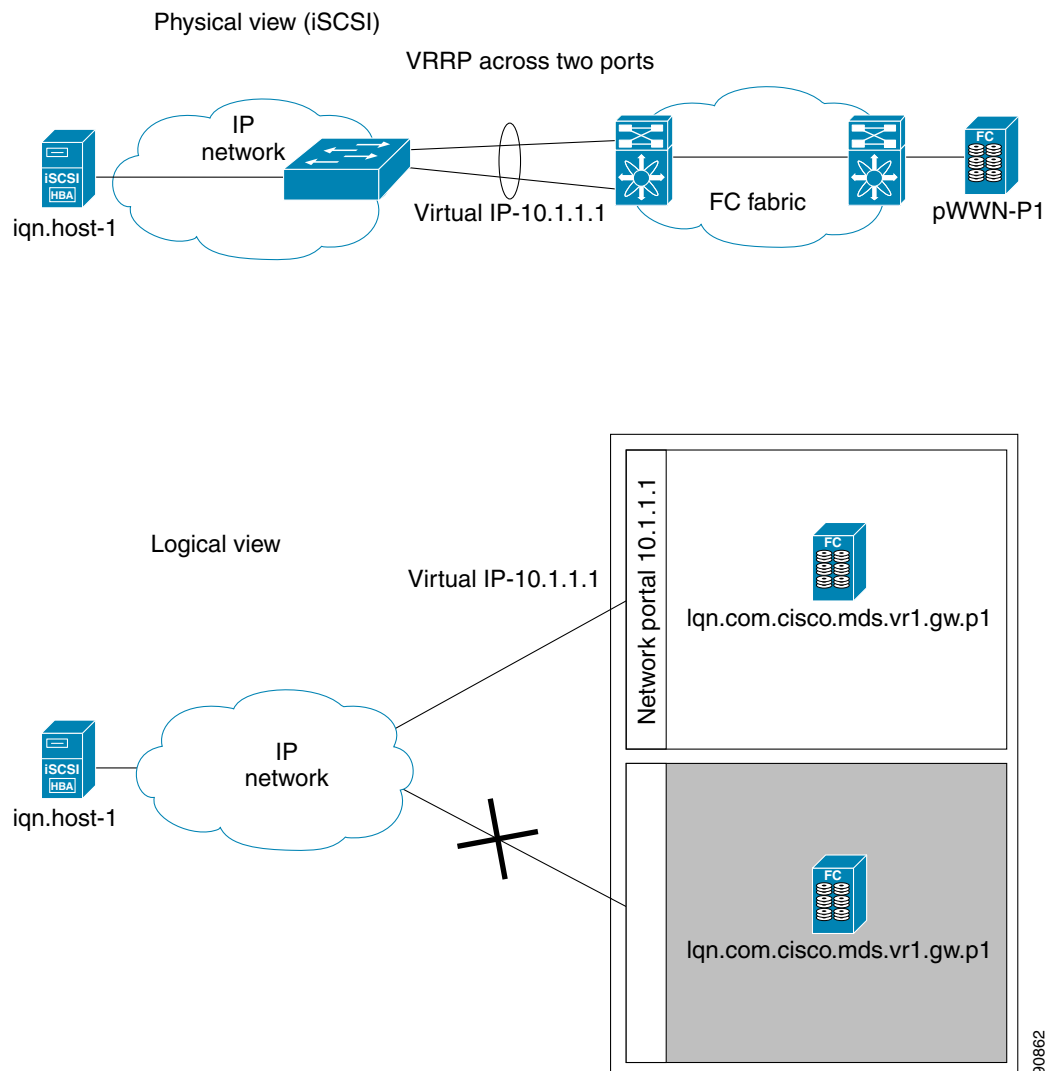 Physical view (iSCSI)
VRRP across two ports
IP
network
iSCSI
HBA
iqn.host-1
Virtual IP-10.1.1.1
FC fabric
FC
pWWN-P1
Logical view
Virtual IP-10.1.1.1
Network portal 10.1.1.1
FC
lqn.com.cisco.mds.vr1.gw.p1
iSCSI
HBA
iqn.host-1
IP
network
FC
lqn.com.cisco.mds.vr1.gw.p1
90862